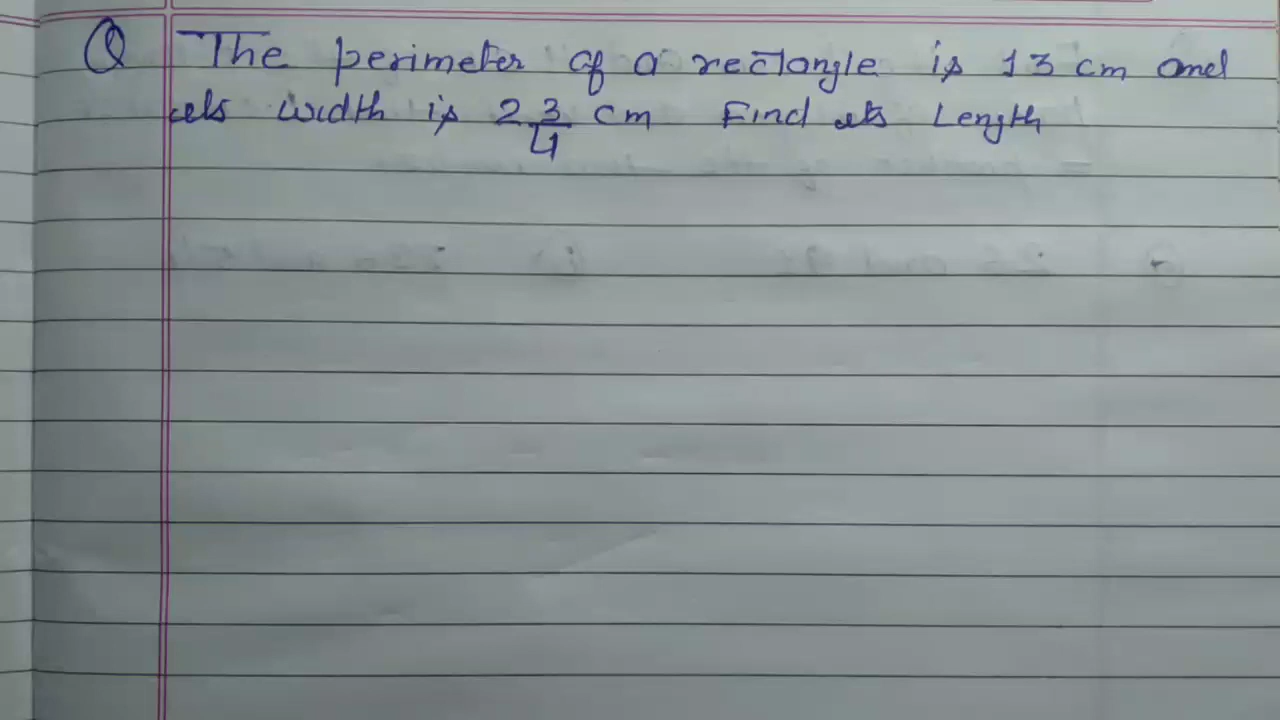 Q The perimeter of a rectangle is 13 cm and
its width is 2 3/4 cm Find its Length